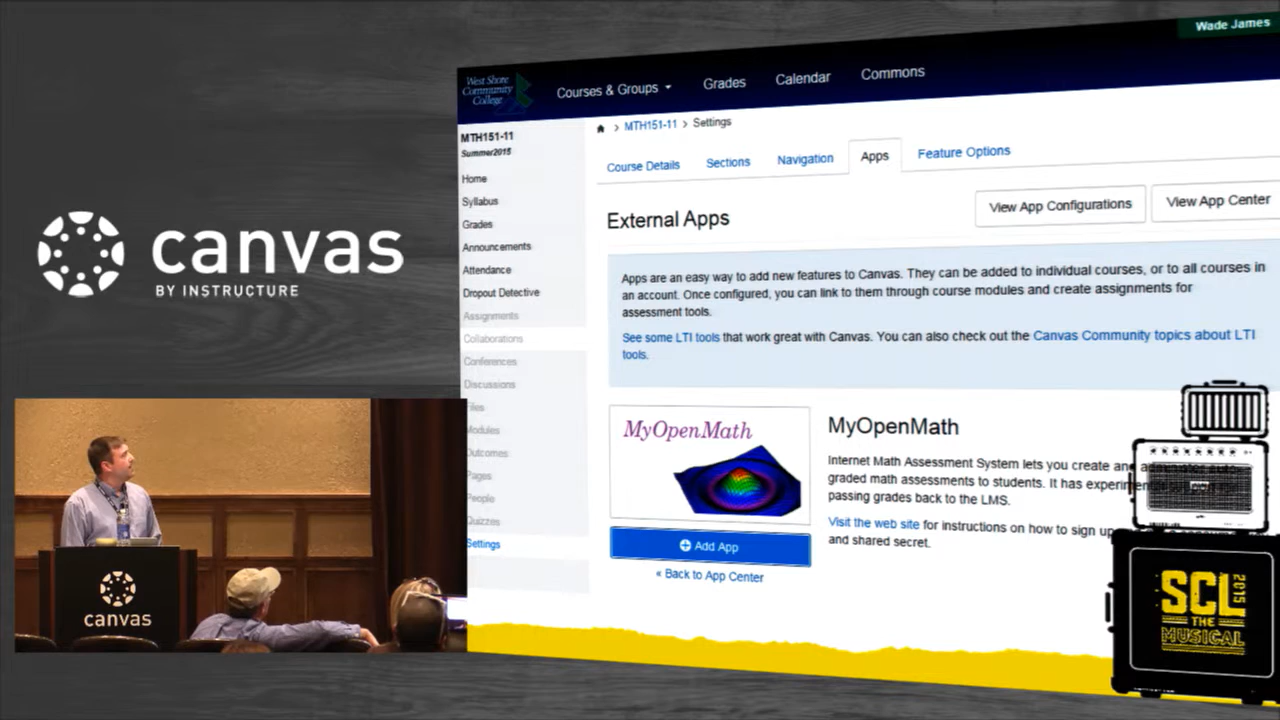 Wade James
West Shore
Community
College
Courses & Groups
Grades
Calendar
Commons
MTH151-11 > Settings
MTH151-11
Summer2015
Home
Syllabus
Grades
Announcements
Attendance
Dropout Detective
Assignments
Collaborations
Conferences
Discussions
Files
Modules
Outcomes
Pages
People
Quizzes
Settings
Course Details
Sections
Navigation
Apps
Feature Options
External Apps
View App Configurations
View App Center
Apps are an easy way to add new features to Canvas. They can be added to individual courses, or to all courses in
an account. Once configured, you can link to them through course modules and create assignments for
assessment tools.
See some LTI tools that work great with Canvas. You can also check out the Canvas Community topics about LTI
tools.
MyOpenMath
Add App
« Back to App Center
MyOpenMath
Internet Math Assessment System lets you create and
graded math assessments to students. It has
passing grades back to the LMS.
Visit the web site for instructions on how to sign up
and shared secret.
canvas
BY INSTRUCTURE
canvas
SCL
2015
THE
MUSICAL